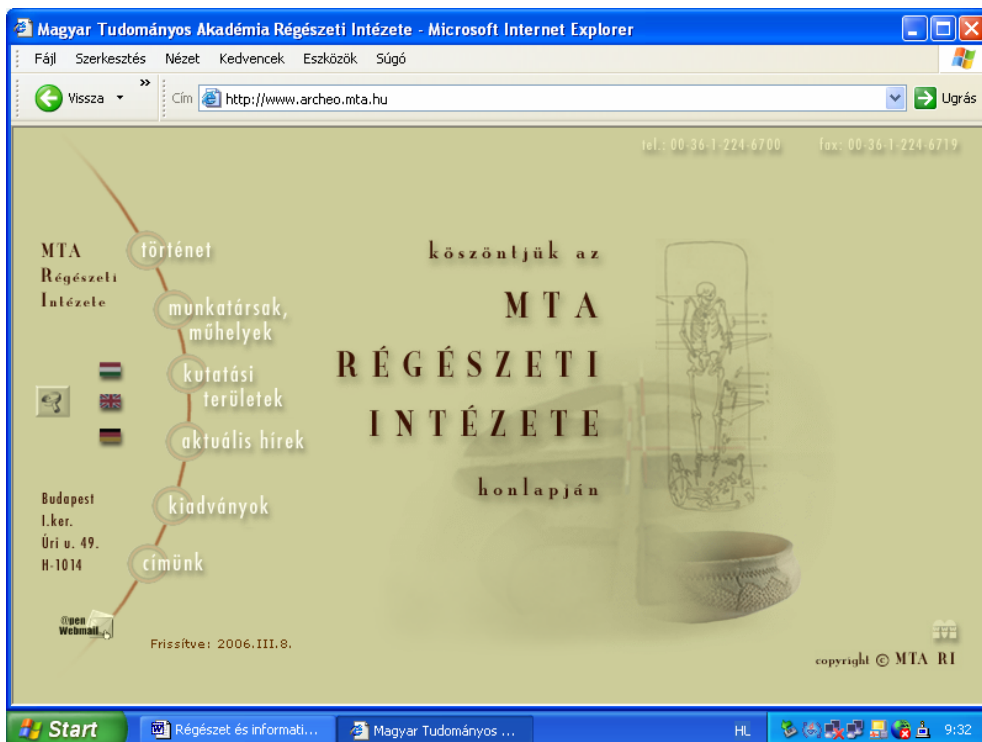 Magyar Tudományos Akadémia Régészeti Intézete - Microsoft Internet Explorer
Fájl Szerkesztés Nézet Kedvencek Eszközök Súgó
Vissza » Cím http://www.archeo.mta.hu Ugrás
tel.: 00-36-1-224-6700 fax: 00-36-1-224-6719
MTA
Régészeti
Intézete
történet
munkatársak,
műhelyek
kutatási
területek
aktuális hírek
kiadványok
címünk
Budapest
I.ker.
Úri u. 49.
H-1014
@pen
Webmail
Frissítve: 2006.III.8.
köszöntjük az
MTA
RÉGÉSZETI
INTÉZETE
honlapján
copyright © MTA RI
Start Régészet és informati... Magyar Tudományos ... HL 9:32